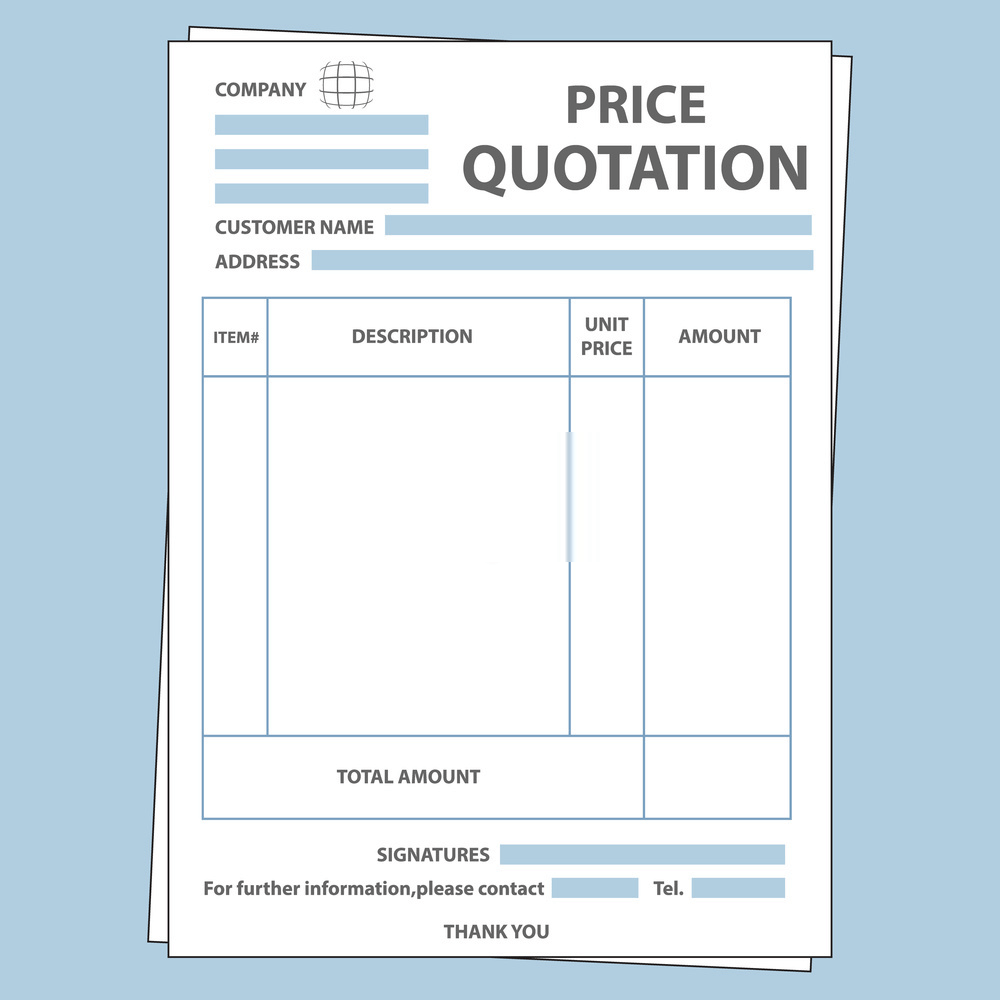 COMPANY
PRICE
QUOTATION
CUSTOMER NAME
ADDRESS
ITEM#
DESCRIPTION
UNIT
PRICE
AMOUNT
TOTAL AMOUNT
SIGNATURES
For further information,please contact
Tel.
THANK YOU